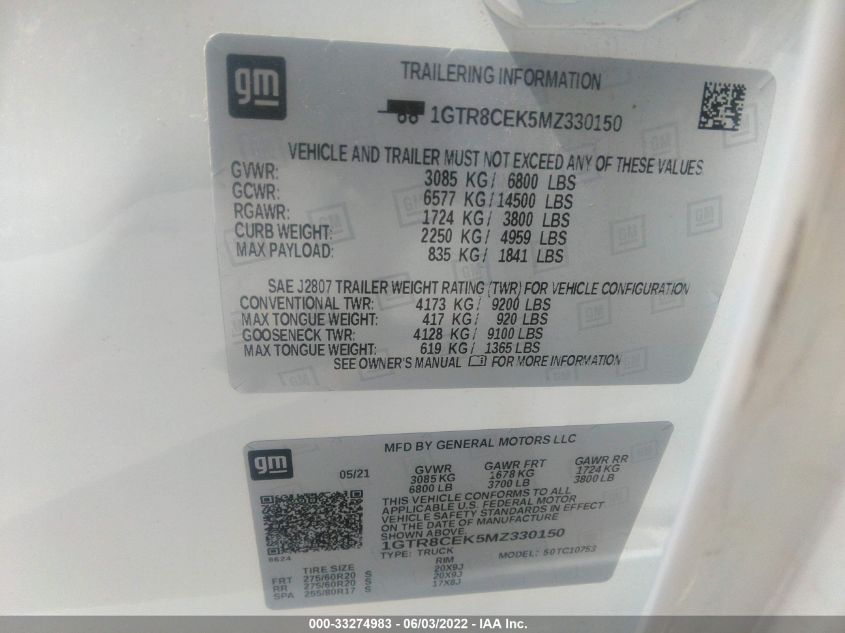 gm
TRAILERING INFORMATION
1GTR8CEK5MZ330150
VEHICLE AND TRAILER MUST NOT EXCEED ANY OF THESE VALUES
GVWR: 3085 KG/ 6800 LBS
GCWR: 6577 KG/14500 LBS
RGAWR: 1724 KG/ 3800 LBS
CURB WEIGHT: 2250 KG/ 4959 LBS
MAX PAYLOAD: 835 KG/ 1841 LBS
SAE J2807 TRAILER WEIGHT RATING (TWR) FOR VEHICLE CONFIGURATION
CONVENTIONAL TWR: 4173 KG/ 9200 LBS
MAX TONGUE WEIGHT: 417 KG/ 920 LBS
GOOSENECK TWR: 4128 KG/ 9100 LBS
MAX TONGUE WEIGHT: 619 KG/ 1365 LBS
SEE OWNER'S MANUAL FOR MORE INFORMATION
gm
MFD BY GENERAL MOTORS LLC
05/21 GVWR GAWR FRT GAWR RR
3085 KG 1678 KG 1724 KG
6800 LB 3700 LB 3800 LB
THIS VEHICLE CONFORMS TO ALL
APPLICABLE U.S. FEDERAL MOTOR
VEHICLE SAFETY STANDARDS IN EFFECT
ON THE DATE OF MANUFACTURE
SHOWN ABOVE
1GTR8CEK5MZ330150
TYPE: TRUCK MODEL: S0TC10753
8624
TIRE SIZE RIM
FRT 275/60R20 S 20X9J
RR 275/60R20 S 20X9J
SPA 255/80R17 S 17X8J
000-33274983 - 06/03/2022 - IAA Inc.